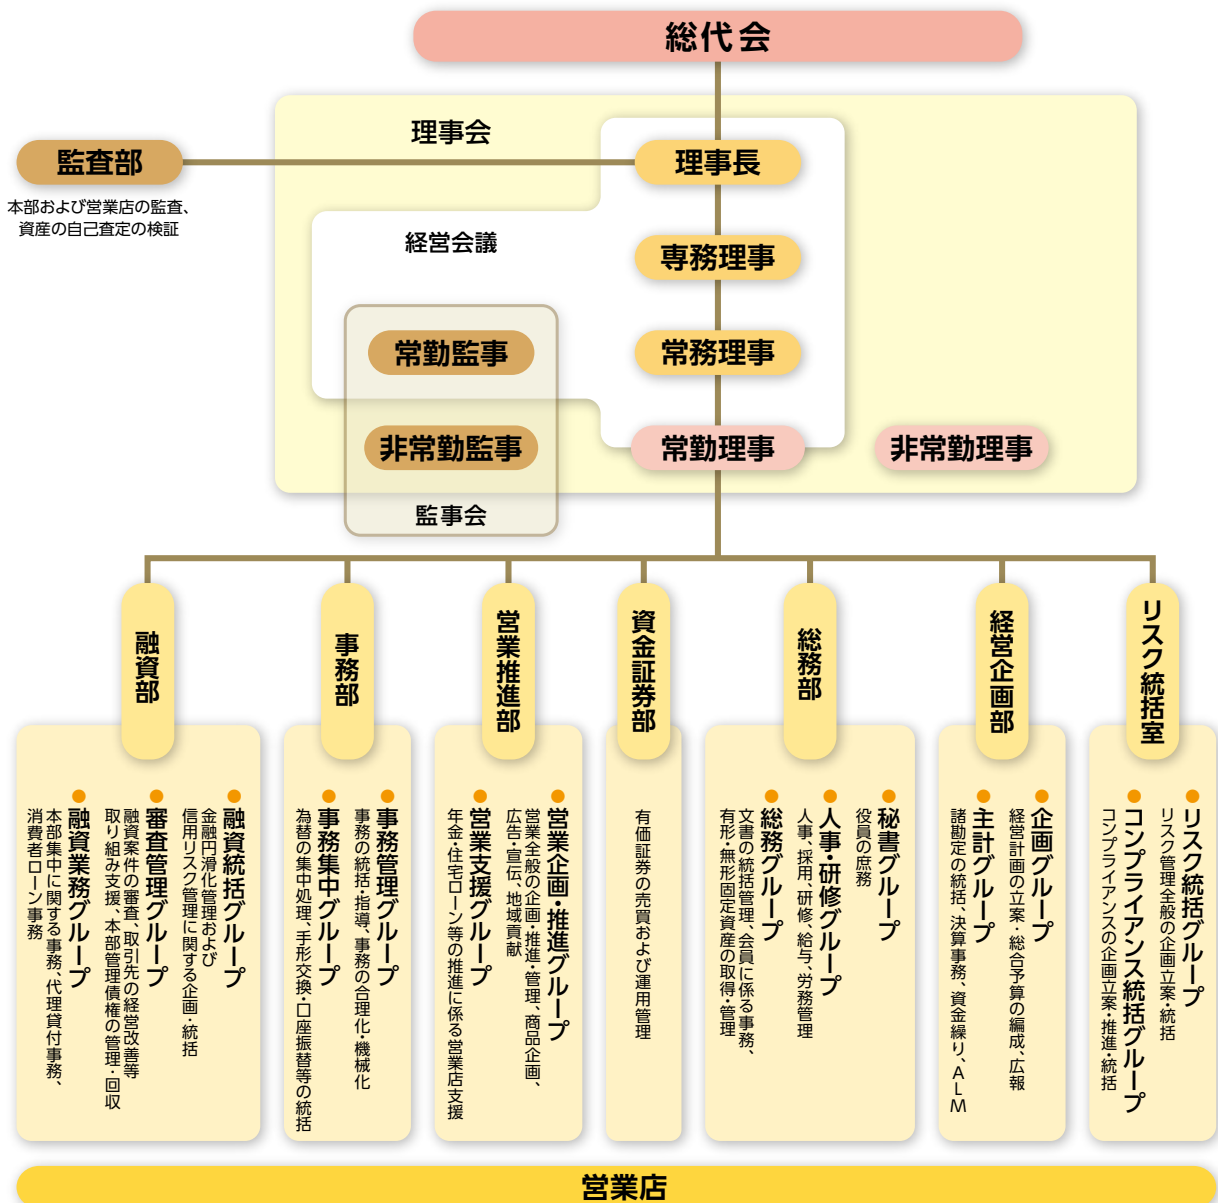 総代会
理事会
監査部
理事長
本部および営業店の監査、
資産の自己査定の検証
経営会議
専務理事
常勤監事
常務理事
非常勤監事
常勤理事
非常勤理事
監事会
リスク統括室
リスク統括グループ
リスク管理全般の企画立案・統括
コンプライアンス統括グループ
コンプライアンスの企画立案・推進・統括
経営企画部
企画グループ
経営計画の立案・総合予算の編成、広報
主計グループ
諸勘定の統括、決算事務、資金繰り、ALM
総務部
秘書グループ
役員の庶務
人事・研修グループ
人事、採用、研修、給与、労務管理
総務グループ
文書の統括管理、会員に係る事務、
有形・無形固定資産の取得・管理
資金証券部
有価証券の売買および運用管理
営業推進部
営業企画・推進グループ
営業全般の企画・推進・管理、商品企画、
広告・宣伝、地域貢献
営業支援グループ
年金・住宅ローン等の推進に係る営業店支援
事務部
事務管理グループ
事務の統括・指導、事務の合理化・機械化
事務集中グループ
為替の集中処理、手形交換・口座振替等の統括
融資部
融資統括グループ
金融円滑化管理および
信用リスク管理に関する企画・統括
審査管理グループ
融資案件の審査、取引先の経営改善等
取り組み支援、本部管理債権の管理・回収
融資業務グループ
本部集中に関する事務、代理貸付事務、
消費者ローン事務
営業店